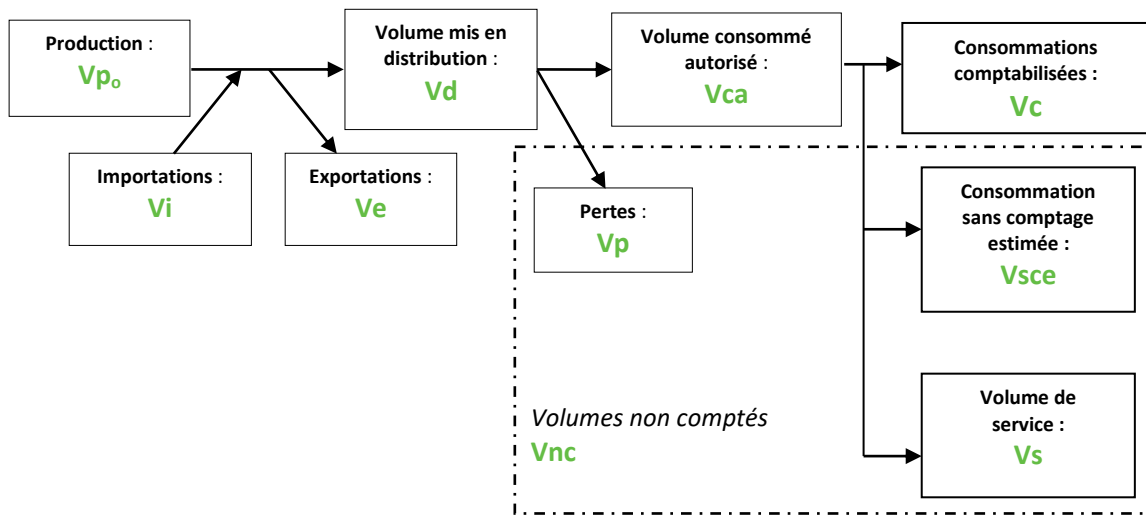 Production :
Vpₒ
Volume mis en
distribution :
Vd
Volume consommé
autorisé :
Vca
Consommations
comptabilisées :
Vc
Importations :
Vi
Exportations :
Ve
Pertes :
Vp
Consommation
sans comptage
estimée :
Vsce
Volumes non comptés
Vnc
Volume de
service :
Vs